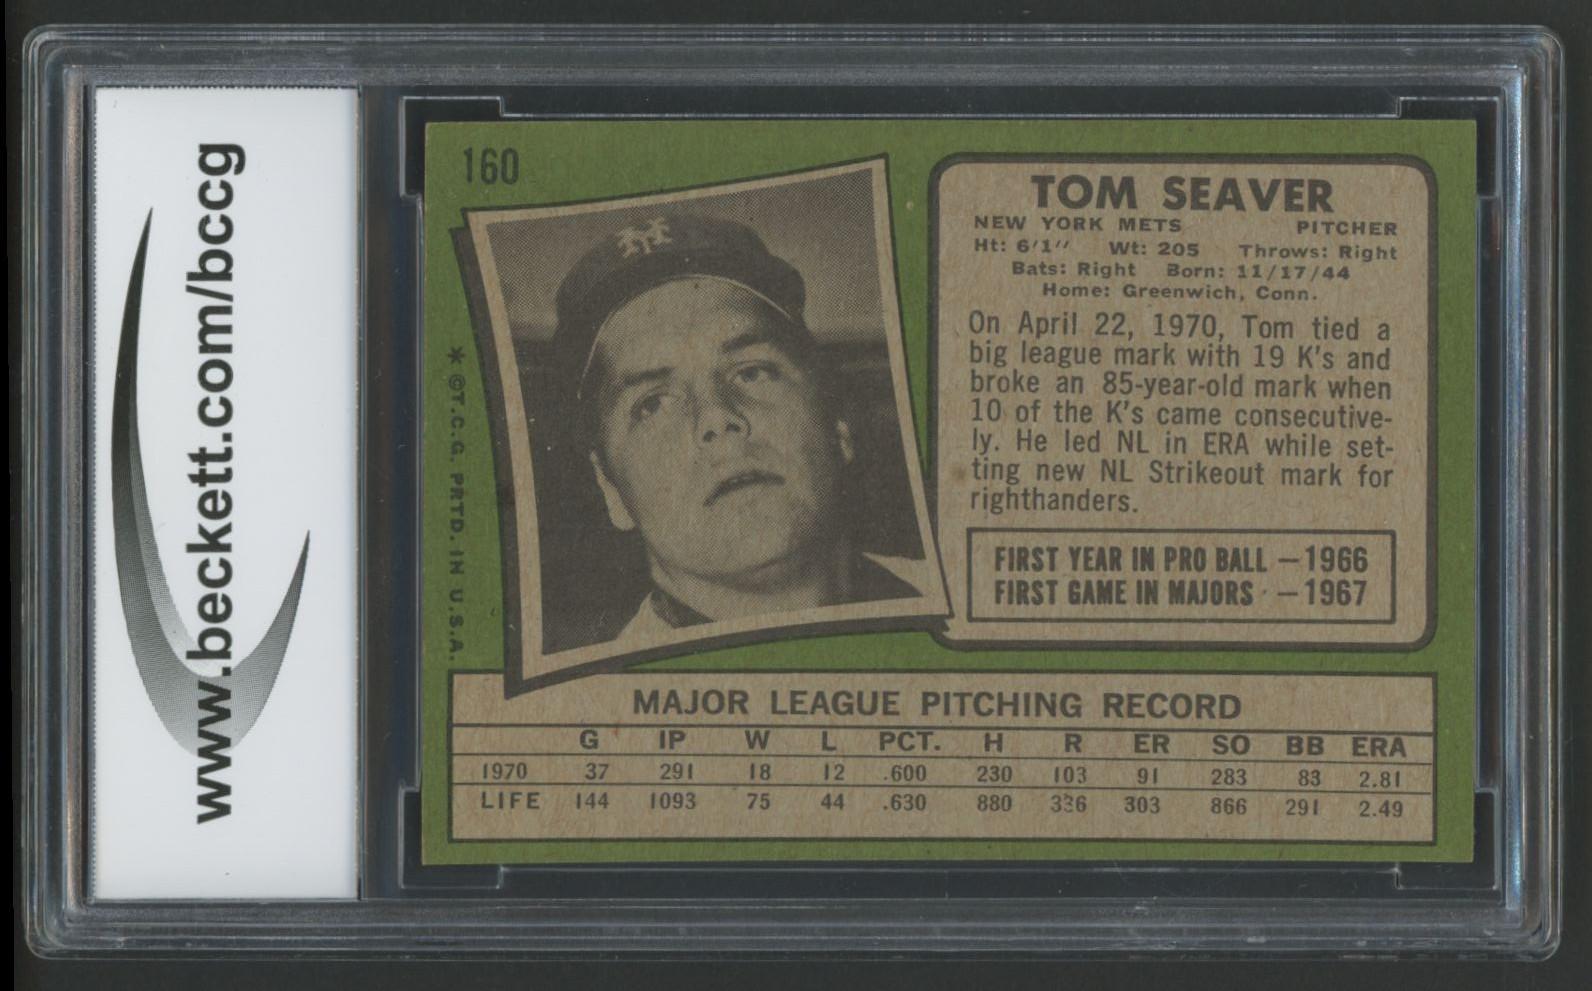 www.beckett.com/bccg
160
* ©T.C.G. PRTD. IN U.S.A.
TOM SEAVER
NEW YORK METS PITCHER
Ht: 6'1" Wt: 205 Throws: Right
Bats: Right Born: 11/17/44
Home: Greenwich, Conn.
On April 22, 1970, Tom tied a
big league mark with 19 K's and
broke an 85-year-old mark when
10 of the K's came consecutive-
ly. He led NL in ERA while set-
ting new NL Strikeout mark for
righthanders.
FIRST YEAR IN PRO BALL —1966
FIRST GAME IN MAJORS —1967
MAJOR LEAGUE PITCHING RECORD
G IP W L PCT. H R ER SO BB ERA
1970 37 291 18 12 .600 230 103 91 283 83 2.81
LIFE 144 1093 75 44 .630 880 336 303 866 291 2.49